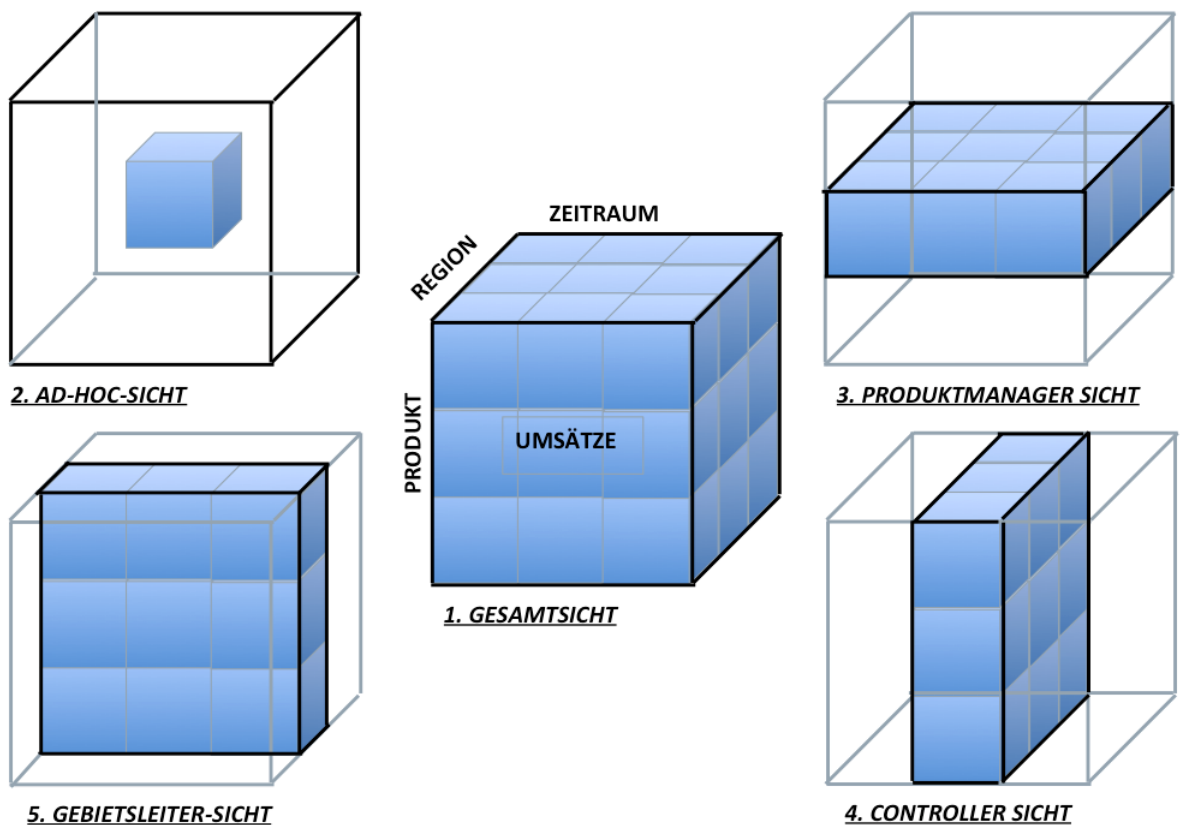 ZEITRAUM
REGION
PRODUKT
UMSÄTZE
1. GESAMTSICHT
2. AD-HOC-SICHT
3. PRODUKTMANAGER SICHT
4. CONTROLLER SICHT
5. GEBIETSLEITER-SICHT